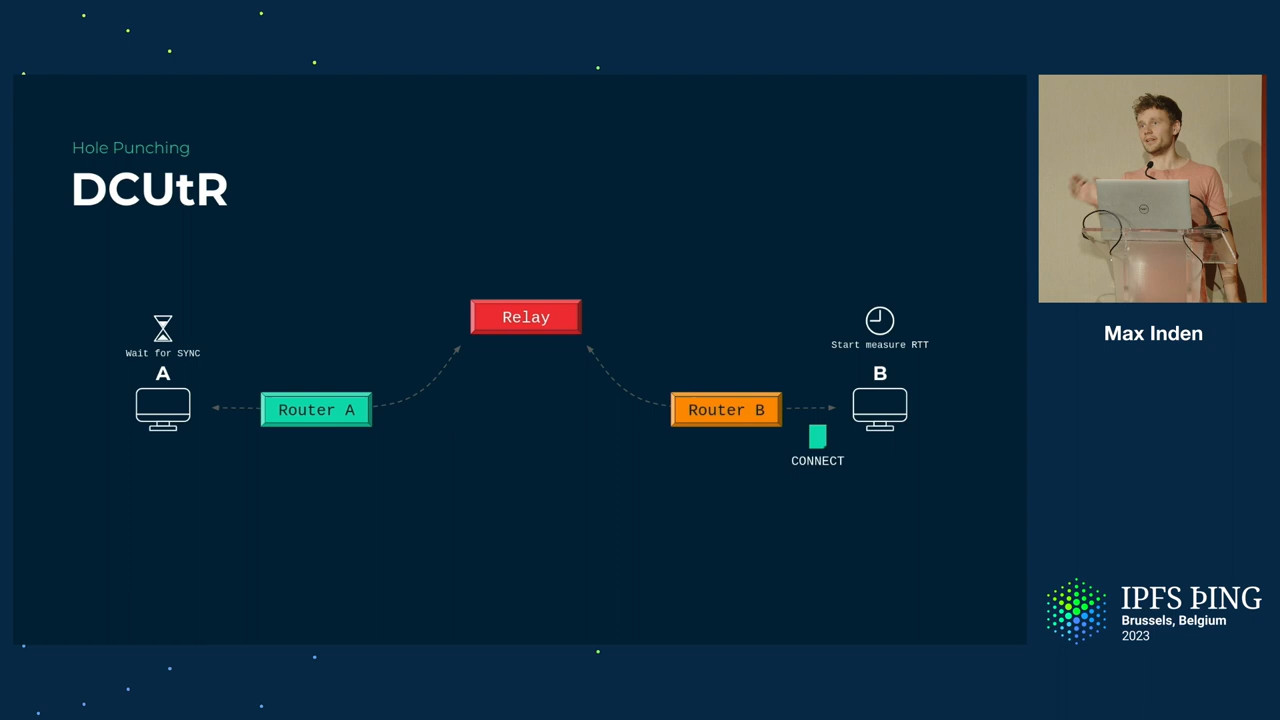 Hole Punching
DCUtR
Relay
Wait for SYNC
Start measure RTT
A
B
Router A
Router B
CONNECT
Max Inden
IPFS ÞING
Brussels, Belgium
2023